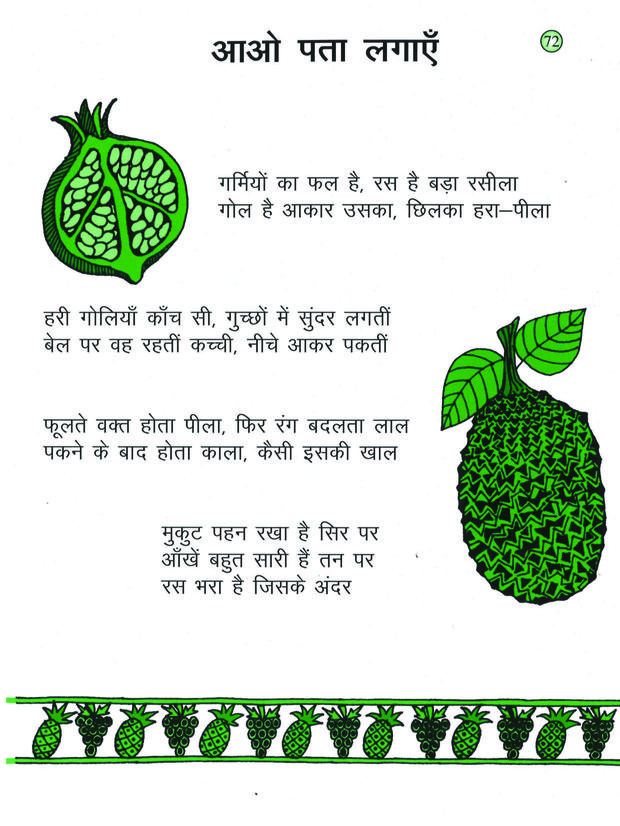 आओ पता लगाएँ
72
गर्मियों का फल है, रस है बड़ा रसीला
गोल है आकार उसका, छिलका हरा–पीला
हरी गोलियाँ काँच सी, गुच्छों में सुंदर लगतीं
बेल पर वह रहतीं कच्ची, नीचे आकर पकतीं
फूलते वक्त होता पीला, फिर रंग बदलता लाल
पकने के बाद होता काला, कैसी इसकी खाल
मुकुट पहन रखा है सिर पर
आँखें बहुत सारी हैं तन पर
रस भरा है जिसके अंदर